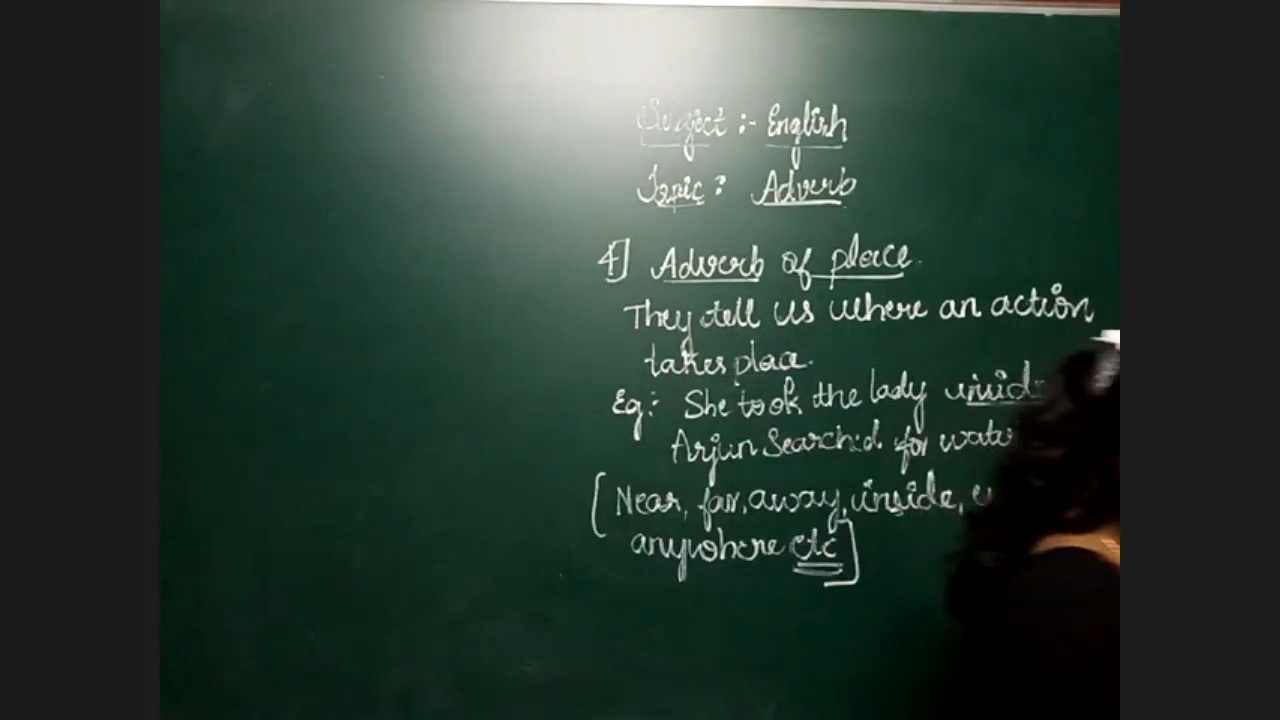 Subject :- English
Topic : Adverb
4] Adverb of place.
They tell us where an action
takes place.
Eg:- She took the lady inside
Arjun Searched for water
[Near, far, away, inside,
anywhere etc]